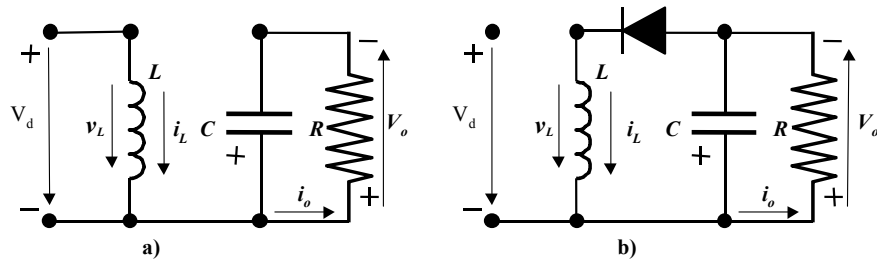 + L − + L −
V_d v_L i_L C R V_o V_d v_L i_L C R V_o
+ + + +
− i_o − i_o
a) b)